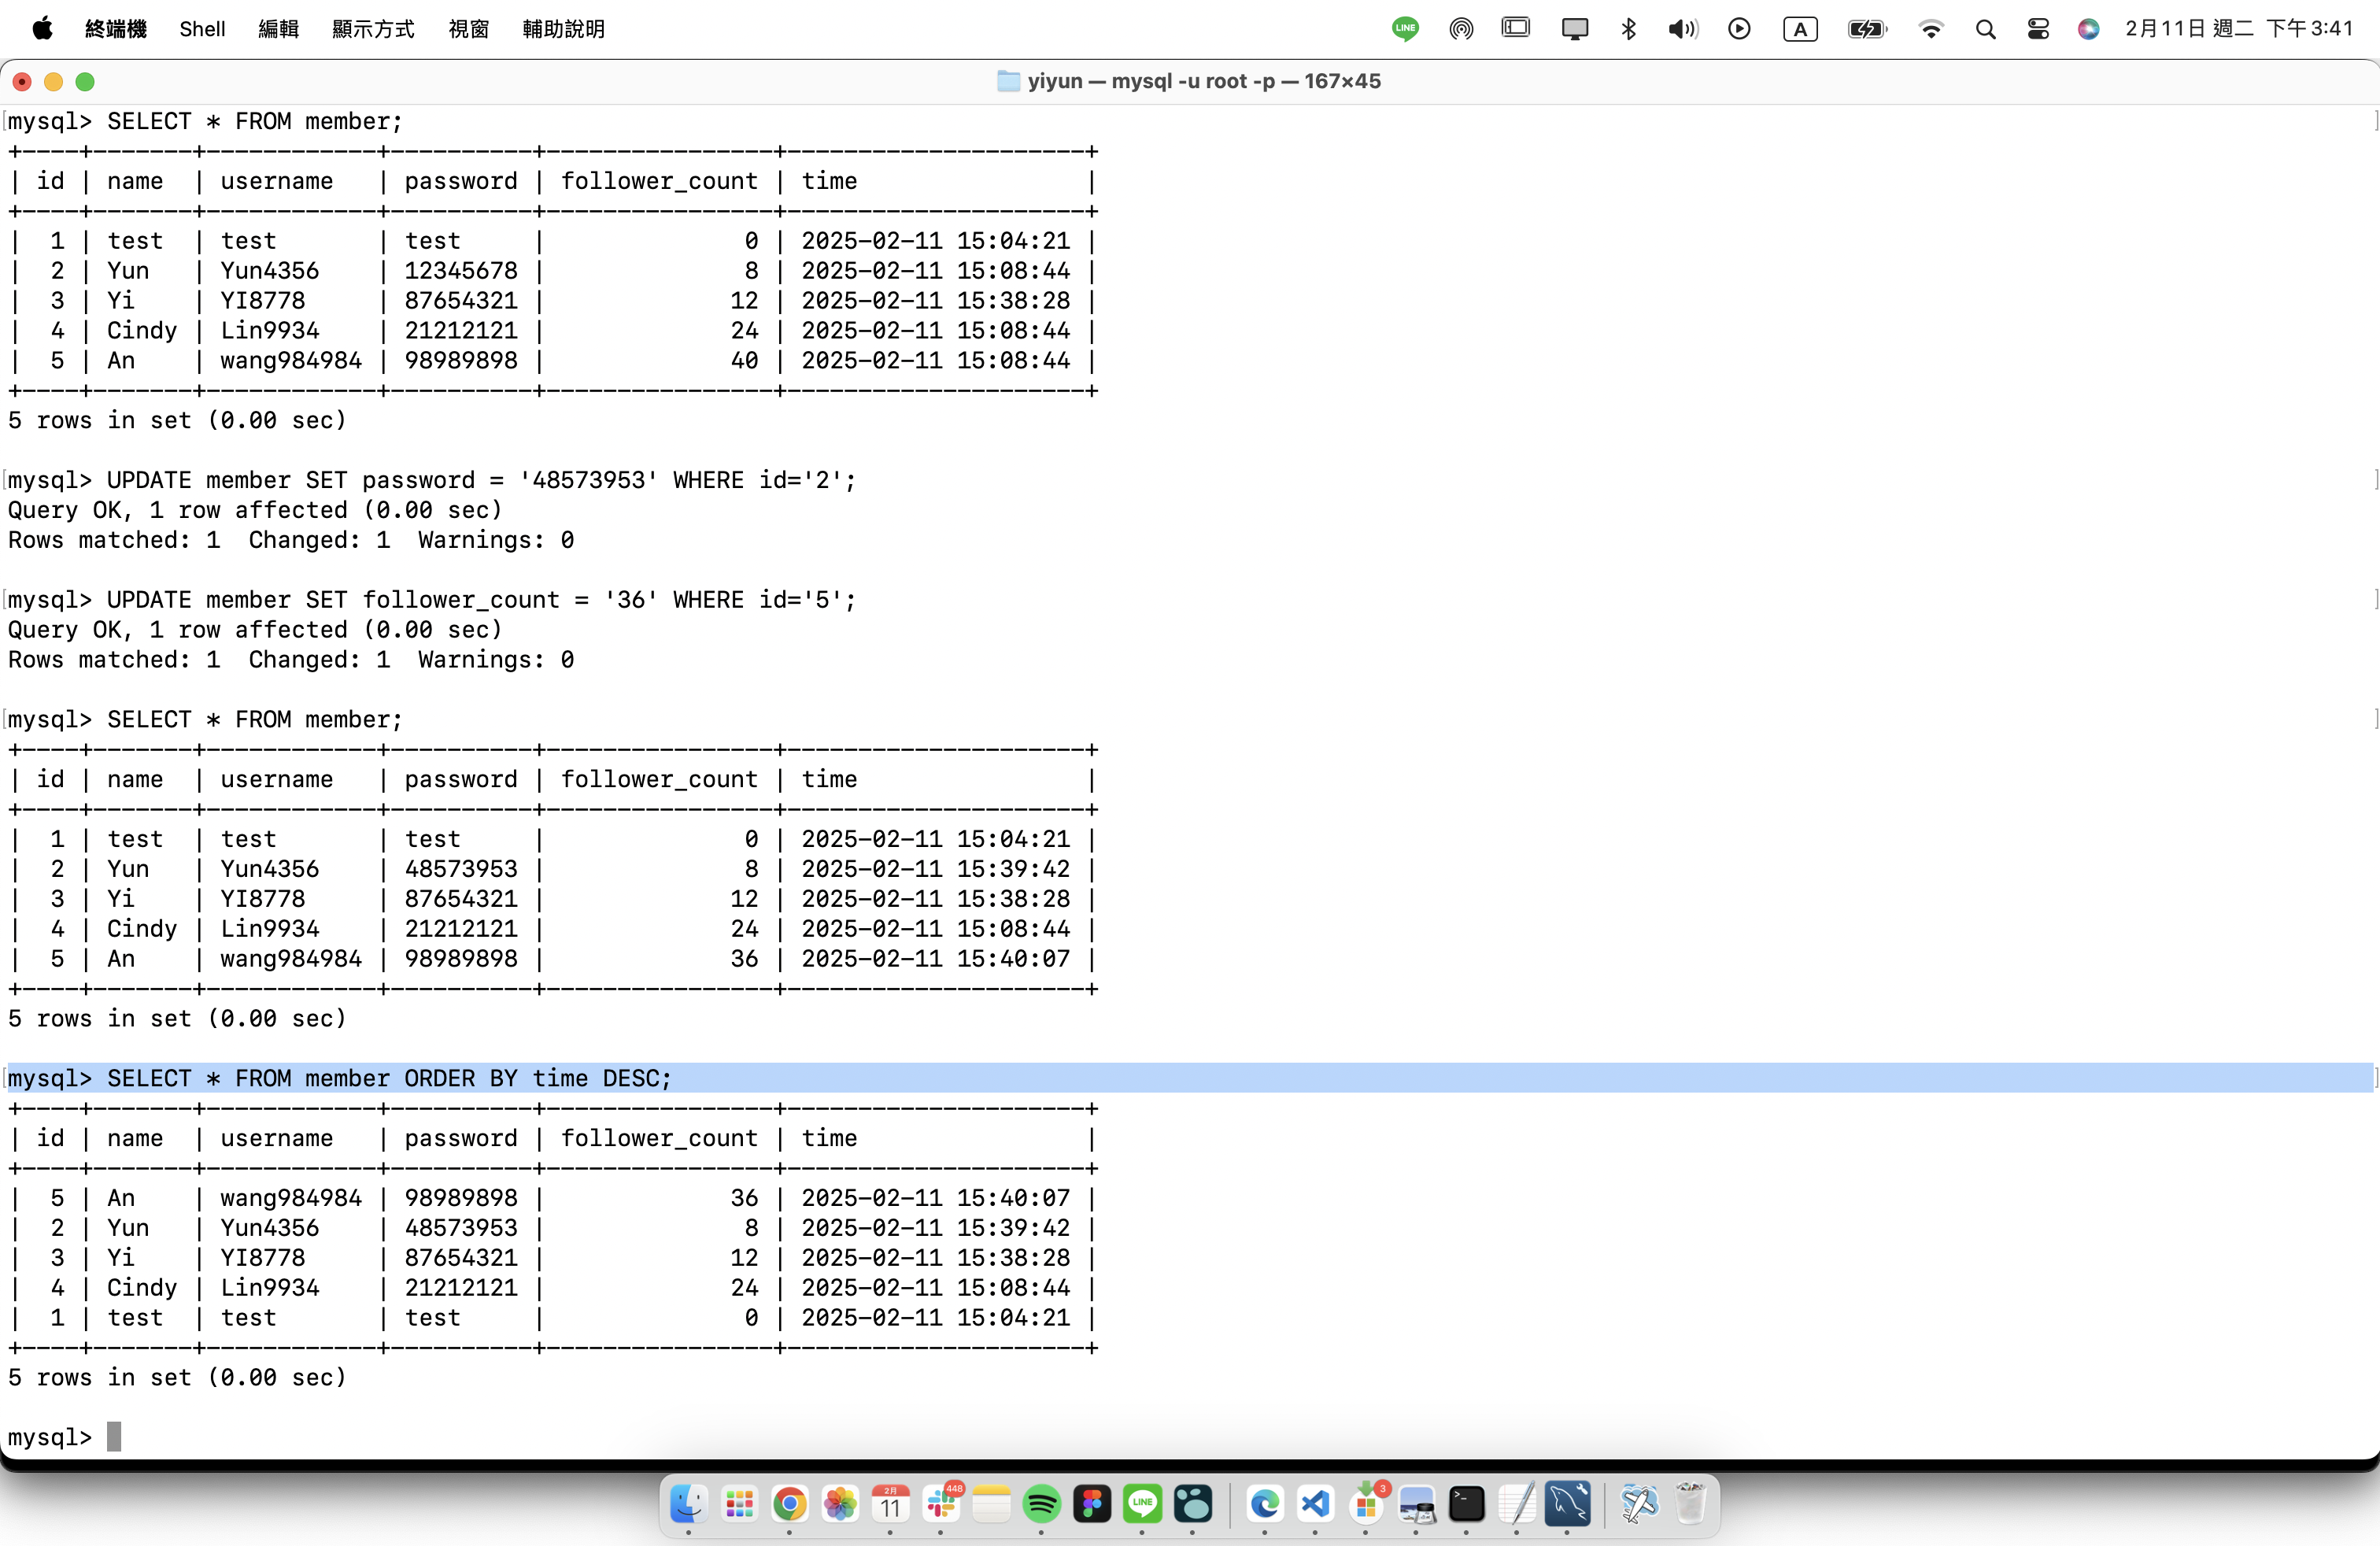 終端機 Shell 編輯 顯示方式 視窗 輔助說明 LINE A 2月11日 週二 下午3:41
yiyun — mysql -u root -p — 167×45
mysql> SELECT * FROM member;
+----+-------+------------+----------+----------------+---------------------+
| id | name  | username   | password | follower_count | time                |
+----+-------+------------+----------+----------------+---------------------+
|  1 | test  | test       | test     |              0 | 2025-02-11 15:04:21 |
|  2 | Yun   | Yun4356    | 12345678 |              8 | 2025-02-11 15:08:44 |
|  3 | Yi    | YI8778     | 87654321 |             12 | 2025-02-11 15:38:28 |
|  4 | Cindy | Lin9934    | 21212121 |             24 | 2025-02-11 15:08:44 |
|  5 | An    | wang984984 | 98989898 |             40 | 2025-02-11 15:08:44 |
+----+-------+------------+----------+----------------+---------------------+
5 rows in set (0.00 sec)
mysql> UPDATE member SET password = '48573953' WHERE id='2';
Query OK, 1 row affected (0.00 sec)
Rows matched: 1  Changed: 1  Warnings: 0
mysql> UPDATE member SET follower_count = '36' WHERE id='5';
Query OK, 1 row affected (0.00 sec)
Rows matched: 1  Changed: 1  Warnings: 0
mysql> SELECT * FROM member;
+----+-------+------------+----------+----------------+---------------------+
| id | name  | username   | password | follower_count | time                |
+----+-------+------------+----------+----------------+---------------------+
|  1 | test  | test       | test     |              0 | 2025-02-11 15:04:21 |
|  2 | Yun   | Yun4356    | 48573953 |              8 | 2025-02-11 15:39:42 |
|  3 | Yi    | YI8778     | 87654321 |             12 | 2025-02-11 15:38:28 |
|  4 | Cindy | Lin9934    | 21212121 |             24 | 2025-02-11 15:08:44 |
|  5 | An    | wang984984 | 98989898 |             36 | 2025-02-11 15:40:07 |
+----+-------+------------+----------+----------------+---------------------+
5 rows in set (0.00 sec)
mysql> SELECT * FROM member ORDER BY time DESC;
+----+-------+------------+----------+----------------+---------------------+
| id | name  | username   | password | follower_count | time                |
+----+-------+------------+----------+----------------+---------------------+
|  5 | An    | wang984984 | 98989898 |             36 | 2025-02-11 15:40:07 |
|  2 | Yun   | Yun4356    | 48573953 |              8 | 2025-02-11 15:39:42 |
|  3 | Yi    | YI8778     | 87654321 |             12 | 2025-02-11 15:38:28 |
|  4 | Cindy | Lin9934    | 21212121 |             24 | 2025-02-11 15:08:44 |
|  1 | test  | test       | test     |              0 | 2025-02-11 15:04:21 |
+----+-------+------------+----------+----------------+---------------------+
5 rows in set (0.00 sec)
mysql>
2月 448 3
11 LINE >_